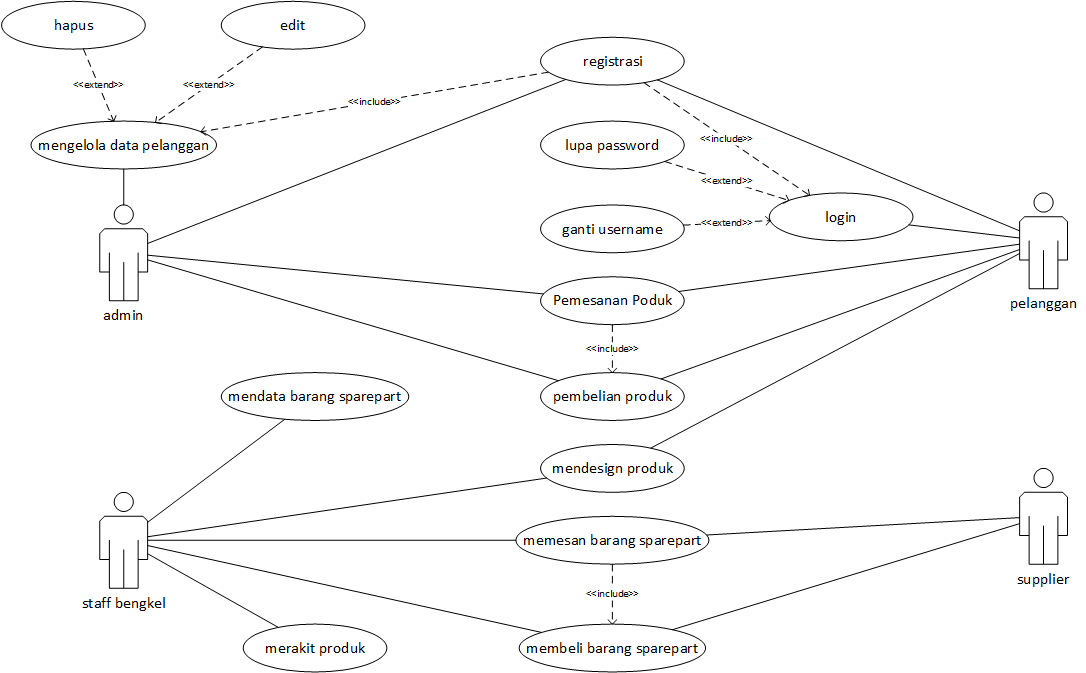 hapus
edit
registrasi
<<extend>>
<<extend>>
<<include>>
mengelola data pelanggan
lupa password
<<include>>
<<extend>>
ganti username
<<extend>>
login
admin
Pemesanan Poduk
pelanggan
<<include>>
mendata barang sparepart
pembelian produk
mendesign produk
memesan barang sparepart
supplier
<<include>>
staff bengkel
merakit produk
membeli barang sparepart